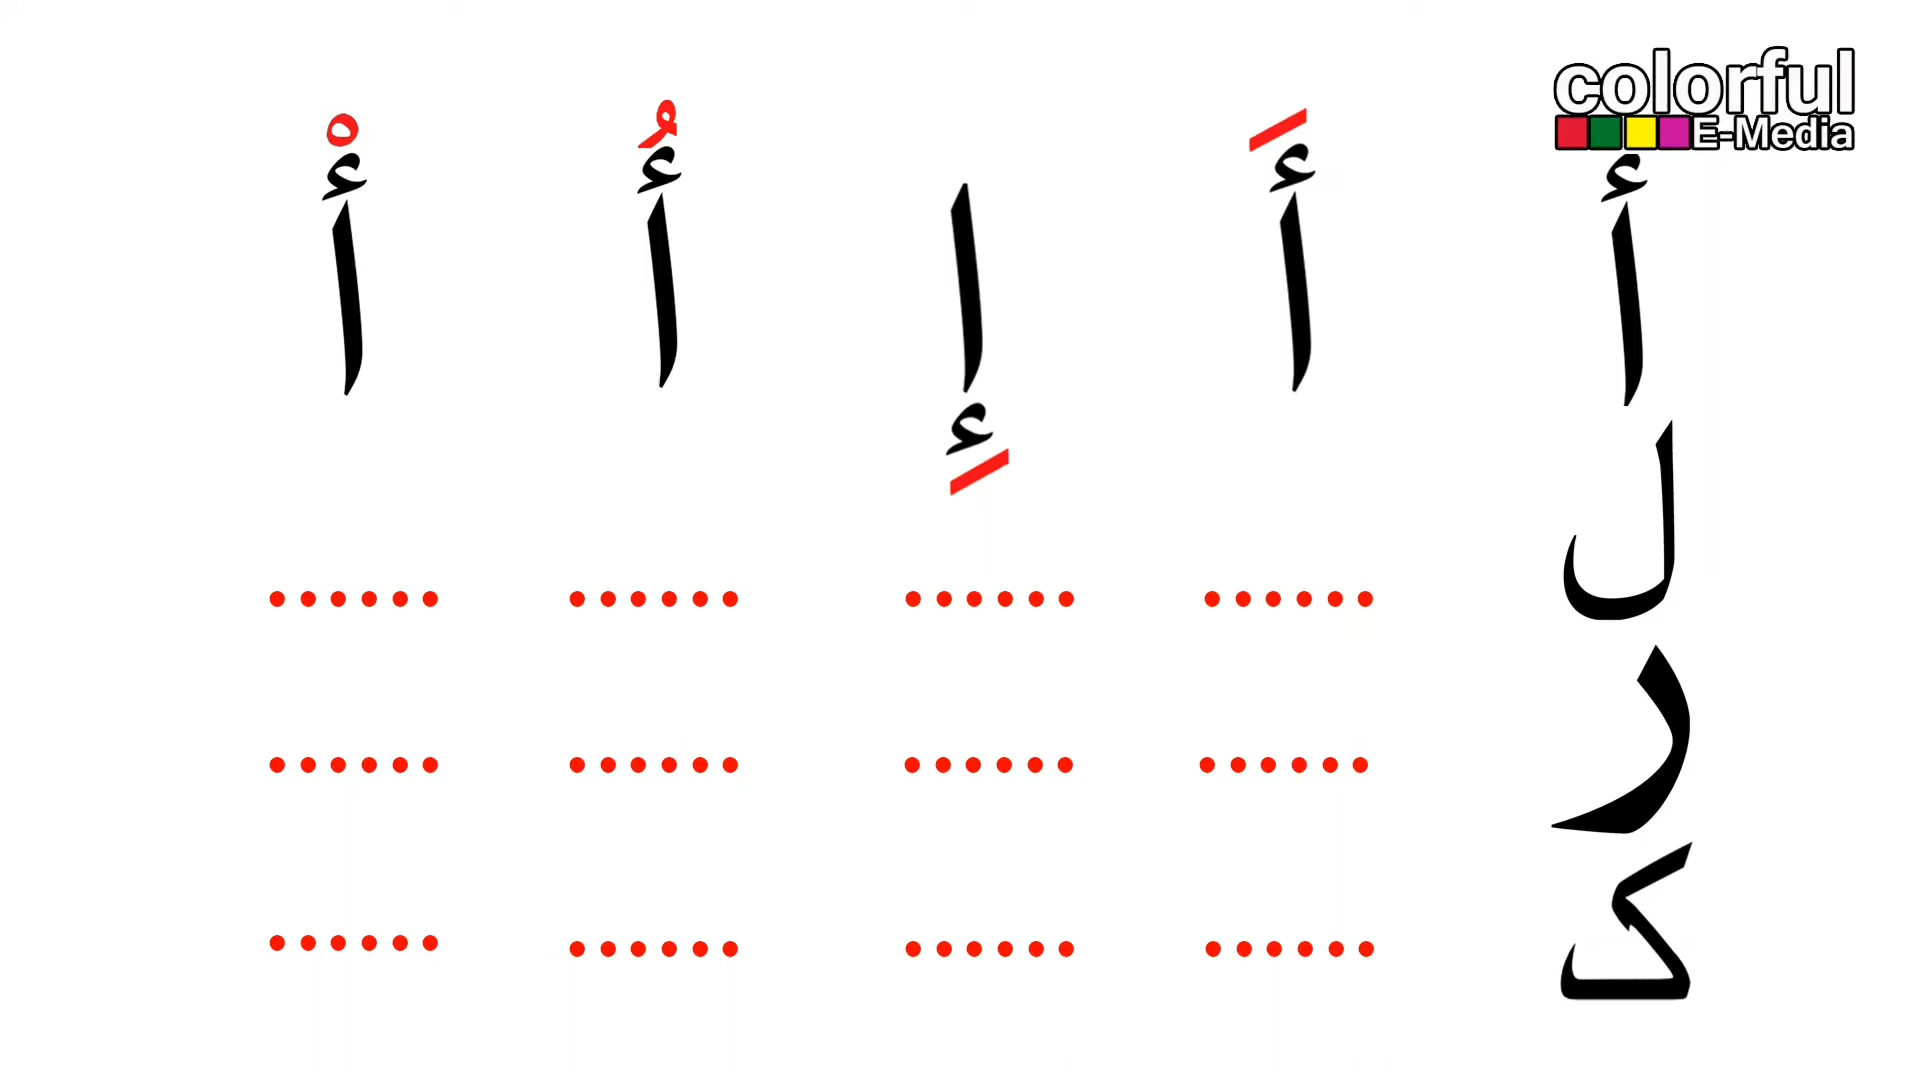 colorful
E-Media
أ أَ إِ أُ أْ
ل ...... ...... ...... ......
ر ...... ...... ...... ......
ک ...... ...... ...... ......